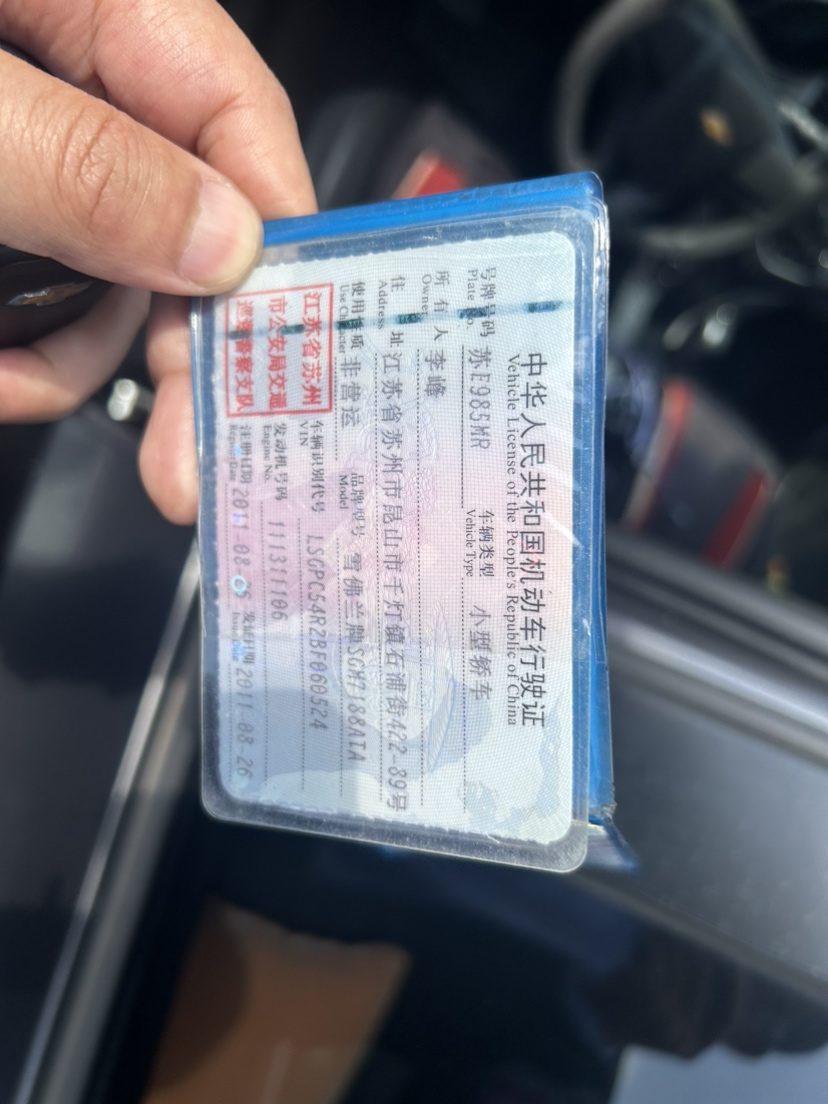 中华人民共和国机动车行驶证
Vehicle License of the People's Republic of China
号牌号码 苏E985MR 车辆类型 小型轿车
Plate No. Vehicle Type
所有人 李峰
Owner
住址 江苏省苏州市昆山市千灯镇石浦街422-89号
Address
使用性质 非营运 品牌型号 雪佛兰牌SGM7188ATA
Use Character Model
江苏省苏州
市公安局交通
巡逻警察支队
车辆识别代号 LSGPC54R2BF060524
VIN
发动机号码 111311106
Engine No.
注册日期 2011-08- 发证日期 2011-08-26
Register Date Issue Date